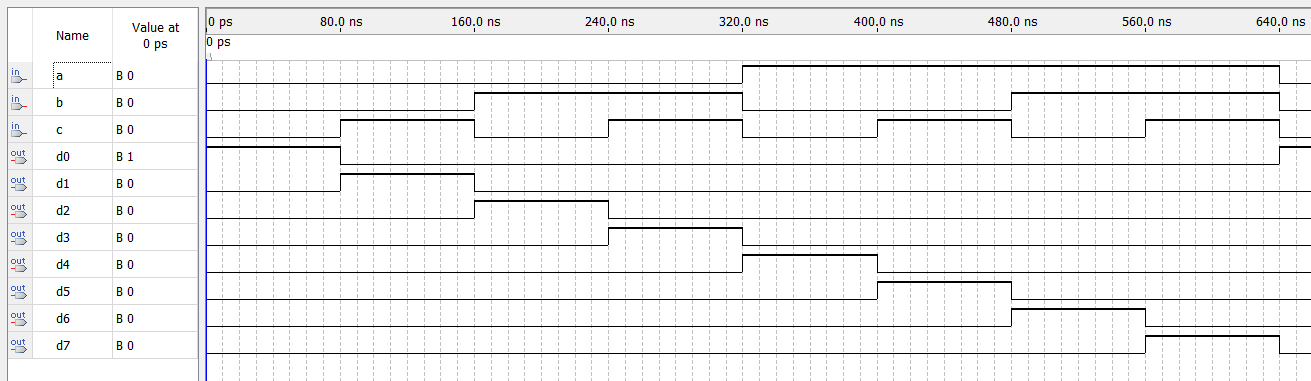 Name Value at 0 ps 0 ps 80.0 ns 160.0 ns 240.0 ns 320.0 ns 400.0 ns 480.0 ns 560.0 ns 640.0 ns
0 ps
in a B 0
in b B 0
in c B 0
out d0 B 1
out d1 B 0
out d2 B 0
out d3 B 0
out d4 B 0
out d5 B 0
out d6 B 0
out d7 B 0